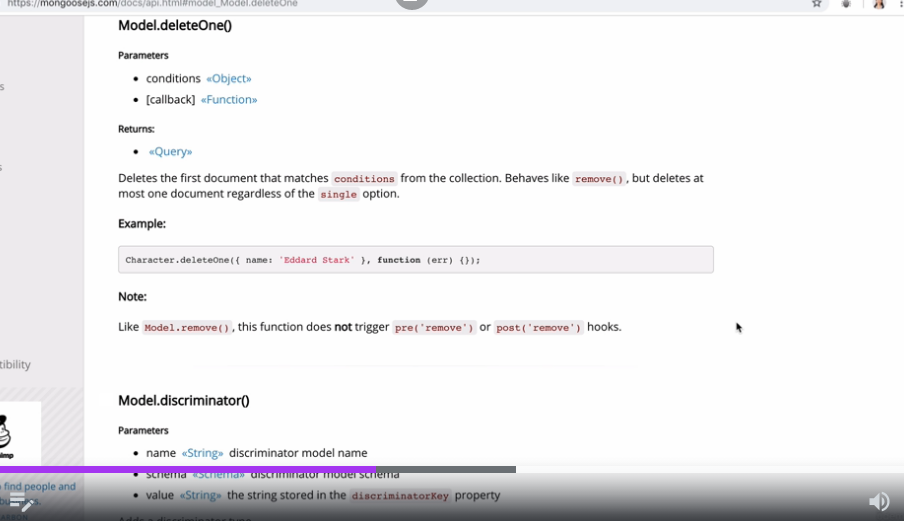 https://mongoosejs.com/docs/api.html#model_Model.deleteOne
Model.deleteOne()
Parameters
• conditions «Object»
• [callback] «Function»
Returns:
• «Query»
Deletes the first document that matches conditions from the collection. Behaves like remove(), but deletes at
most one document regardless of the single option.
Example:
Character.deleteOne({ name: 'Eddard Stark' }, function (err) {});
Note:
Like Model.remove(), this function does not trigger pre('remove') or post('remove') hooks.
tibility
Model.discriminator()
Parameters
• name «String» discriminator model name
• schema «Schema» discriminator model schema
• value «String» the string stored in the discriminatorKey property
find people and